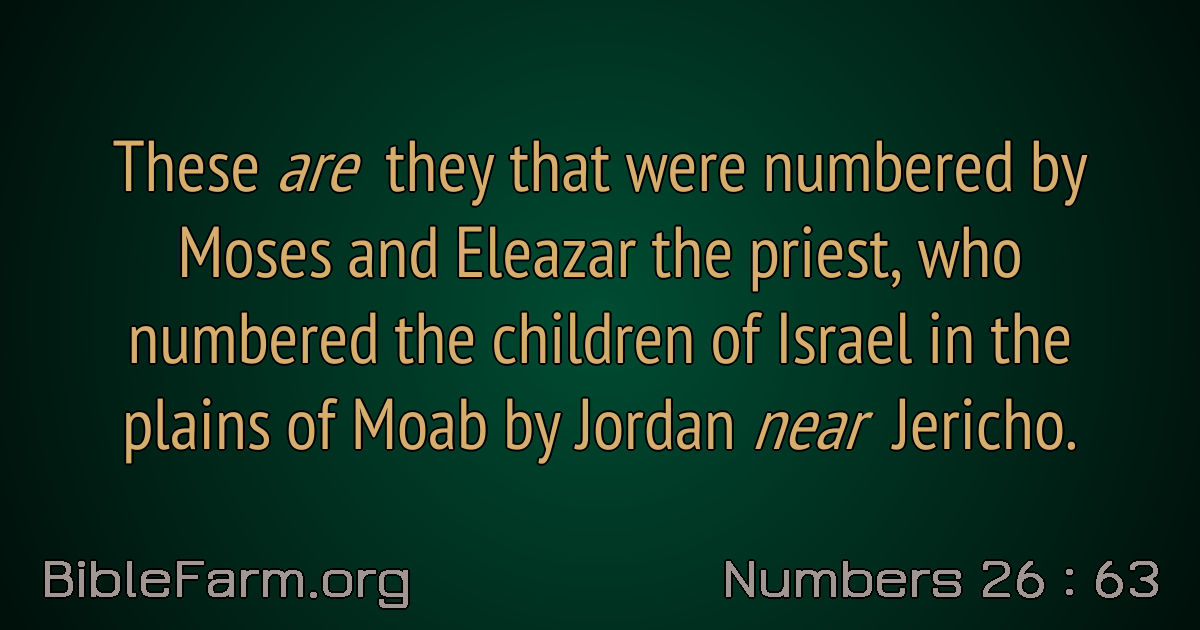 These are they that were numbered by
Moses and Eleazar the priest, who
numbered the children of Israel in the
plains of Moab by Jordan near Jericho.
BibleFarm.org
Numbers 26 : 63